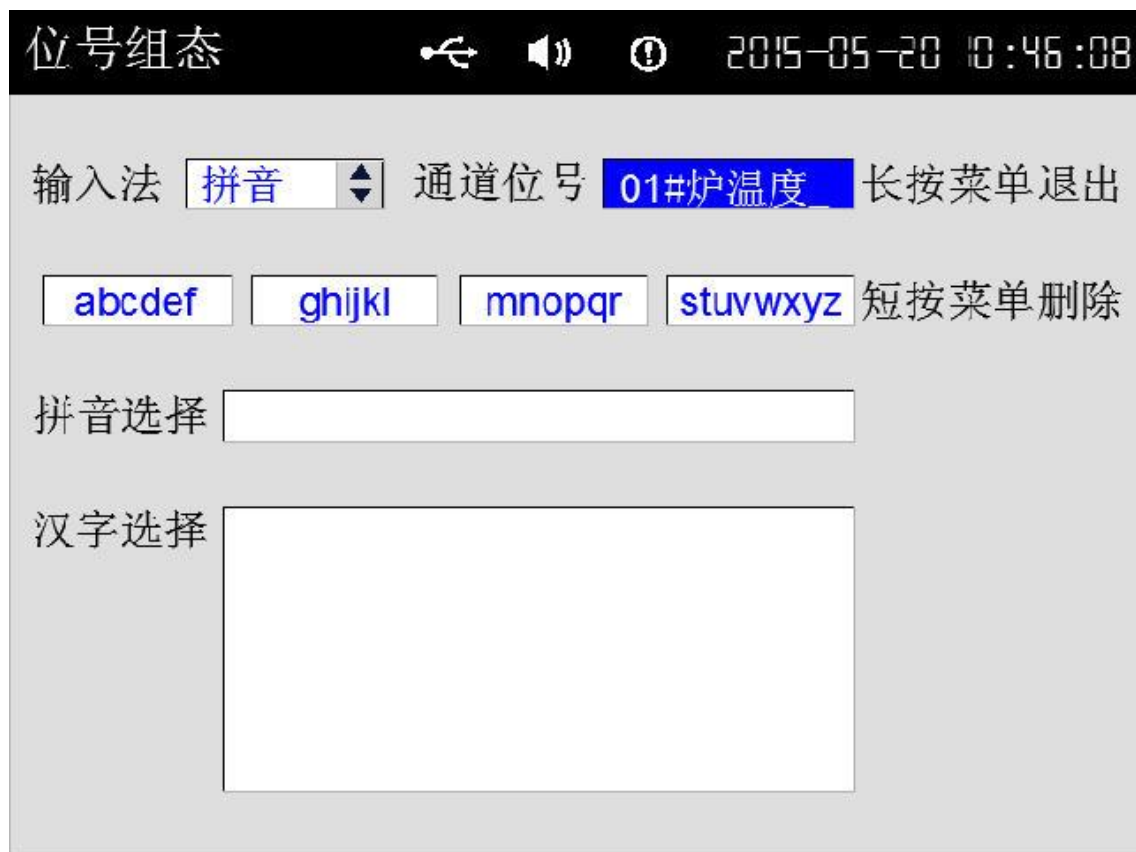 位号组态 2015-05-20 10:46:08
输入法 拼音 通道位号 01#炉温度_ 长按菜单退出
abcdef ghijkl mnopqr stuvwxyz 短按菜单删除
拼音选择
汉字选择